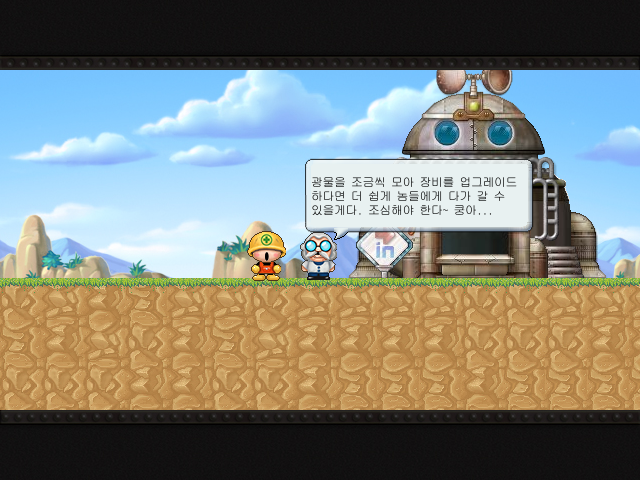 광물을 조금씩 모아 장비를 업그레이드
하다면 더 쉽게 놈들에게 다가 갈 수
있을게다. 조심해야 한다~ 쿵아...
in